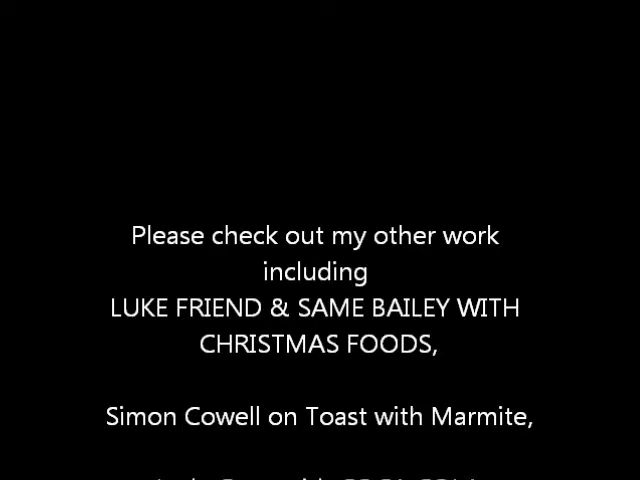 Please check out my other work
including
LUKE FRIEND & SAME BAILEY WITH
CHRISTMAS FOODS,
Simon Cowell on Toast with Marmite,